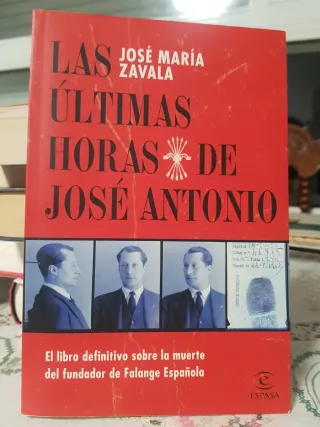 JOSÉ MARÍA
ZAVALA
LAS
ÚLTIMAS
HORAS DE
JOSÉ ANTONIO
El libro definitivo sobre la muerte
del fundador de Falange Española
ESPASA